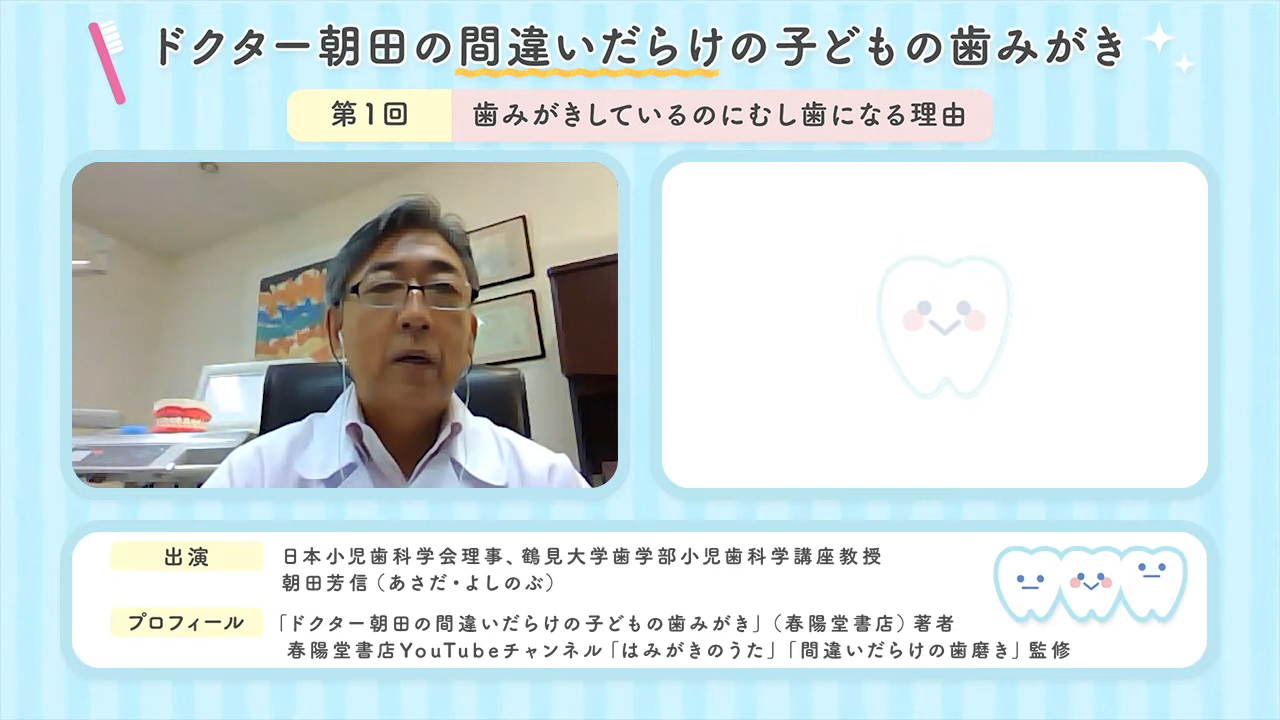 ドクター朝田の間違いだらけの子どもの歯みがき
第1回 歯みがきしているのにむし歯になる理由
出演 日本小児歯科学会理事、鶴見大学歯学部小児歯科学講座教授
朝田芳信（あさだ・よしのぶ）
プロフィール 「ドクター朝田の間違いだらけの子どもの歯みがき」（春陽堂書店）著者
春陽堂書店YouTubeチャンネル「はみがきのうた」「間違いだらけの歯磨き」監修